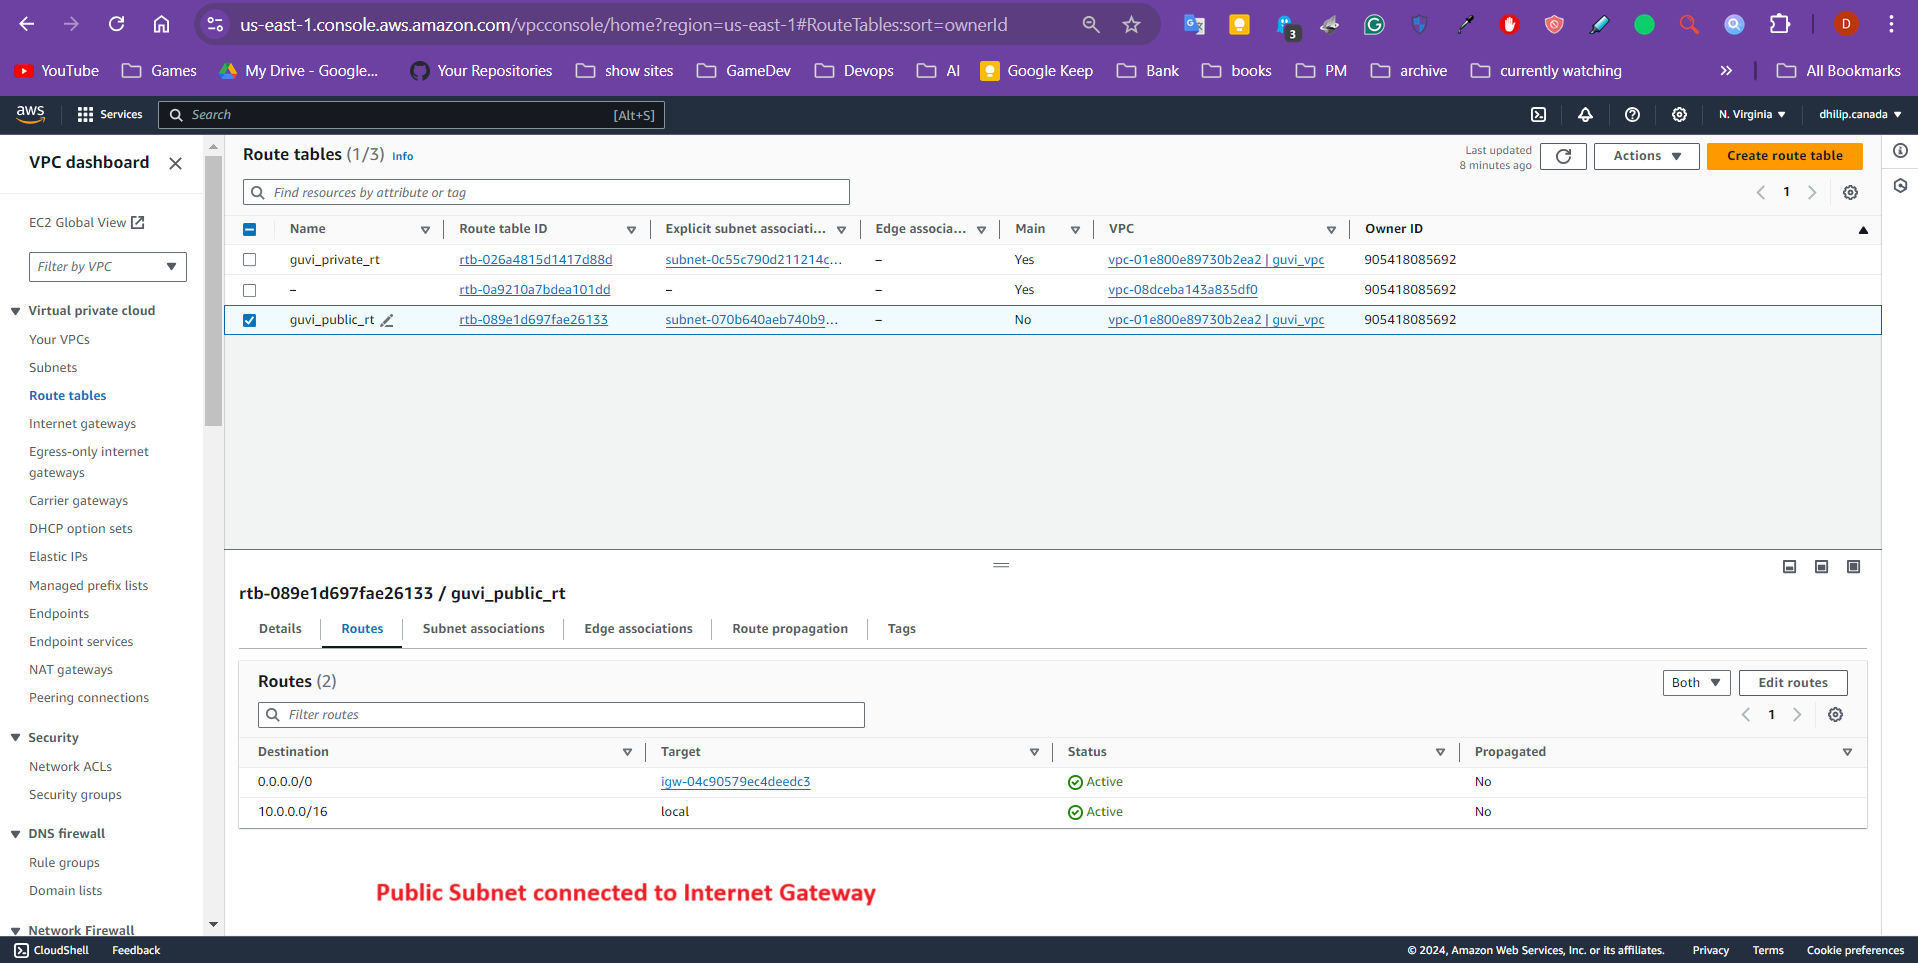 us-east-1.console.aws.amazon.com/vpcconsole/home?region=us-east-1#RouteTables:sort=ownerId
3
D
YouTube Games My Drive - Google... Your Repositories show sites GameDev Devops AI Google Keep Bank books PM archive currently watching » All Bookmarks
aws Services Search [Alt+S] N. Virginia dhilip.canada
VPC dashboard
EC2 Global View
Filter by VPC
Virtual private cloud
Your VPCs
Subnets
Route tables
Internet gateways
Egress-only internet
gateways
Carrier gateways
DHCP option sets
Elastic IPs
Managed prefix lists
Endpoints
Endpoint services
NAT gateways
Peering connections
Security
Network ACLs
Security groups
DNS firewall
Rule groups
Domain lists
Network Firewall
Route tables (1/3) Info
Last updated
8 minutes ago
Actions
Create route table
Find resources by attribute or tag
1
Name Route table ID Explicit subnet associati... Edge associa... Main VPC Owner ID
guvi_private_rt rtb-026a4815d1417d88d subnet-0c55c790d211214c... – Yes vpc-01e800e89730b2ea2 | guvi_vpc 905418085692
– rtb-0a9210a7bdea101dd – – Yes vpc-08dceba143a835df0 905418085692
guvi_public_rt rtb-089e1d697fae26133 subnet-070b640aeb740b9... – No vpc-01e800e89730b2ea2 | guvi_vpc 905418085692
rtb-089e1d697fae26133 / guvi_public_rt
Details Routes Subnet associations Edge associations Route propagation Tags
Routes (2)
Both
Edit routes
Filter routes
1
Destination Target Status Propagated
0.0.0.0/0 igw-04c90579ec4deedc3 Active No
10.0.0.0/16 local Active No
Public Subnet connected to Internet Gateway
CloudShell Feedback © 2024, Amazon Web Services, Inc. or its affiliates. Privacy Terms Cookie preferences